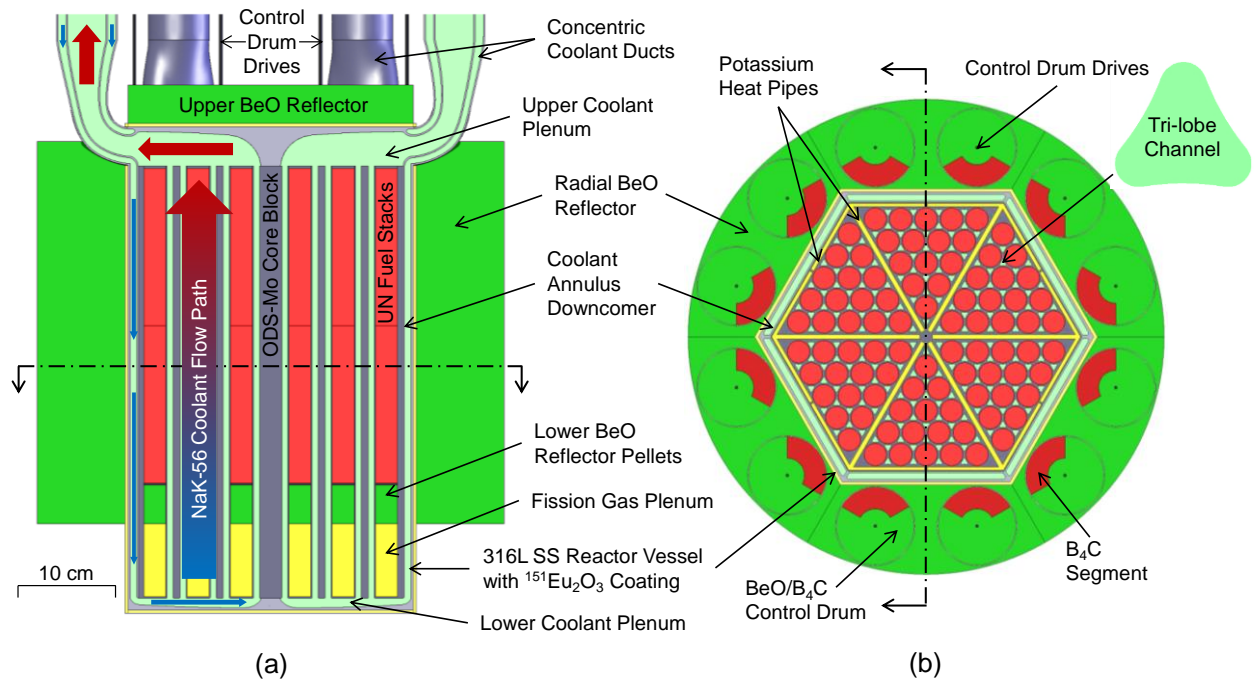 Control
Drum
Drives
Concentric
Coolant Ducts
Upper BeO Reflector
Upper Coolant
Plenum
Radial BeO
Reflector
ODS-Mo Core Block
UN Fuel Stacks
NaK-56 Coolant Flow Path
Coolant
Annulus
Downcomer
Lower BeO
Reflector Pellets
Fission Gas Plenum
316L SS Reactor Vessel
with ¹⁵¹Eu₂O₃ Coating
Lower Coolant Plenum
10 cm
(a)
Potassium
Heat Pipes
Control Drum Drives
Tri-lobe
Channel
B₄C
Segment
BeO/B₄C
Control Drum
(b)